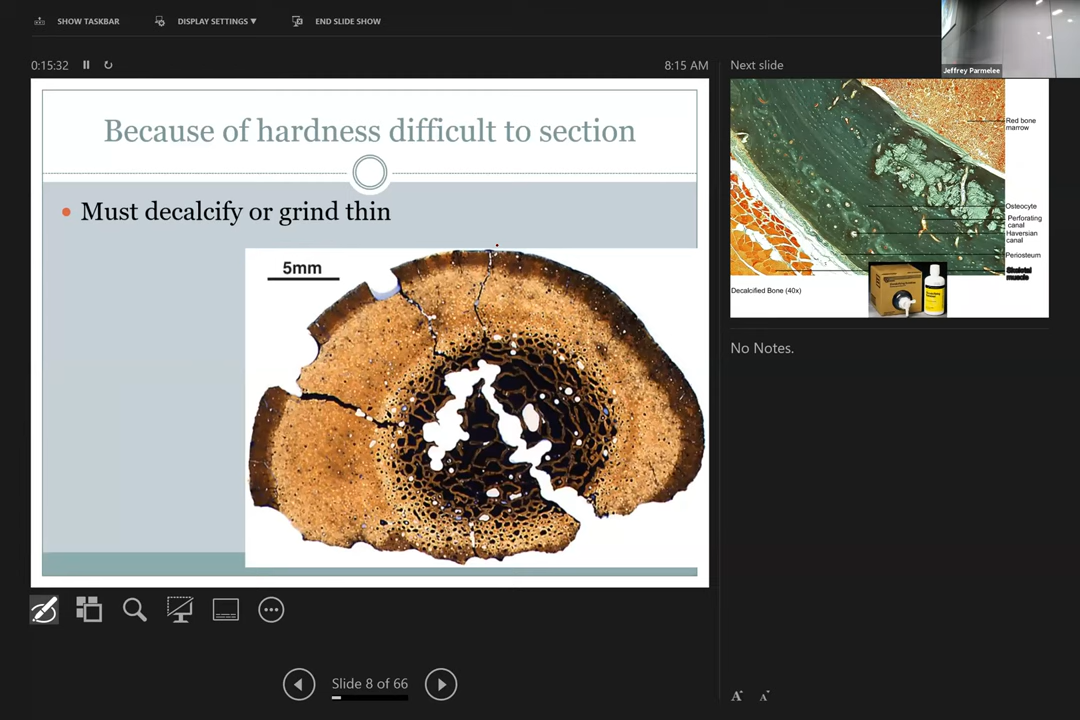 SHOW TASKBAR
DISPLAY SETTINGS ▼
END SLIDE SHOW
Jeffrey Parmelee
0:15:32
8:15 AM
Next slide
Because of hardness difficult to section
• Must decalcify or grind thin
5mm
Red bone
marrow
Osteocyte
Perforating
canal
Haversian
canal
Periosteum
Skeletal
muscle
Decalcified Bone (40x)
No Notes.
Slide 8 of 66
A
A